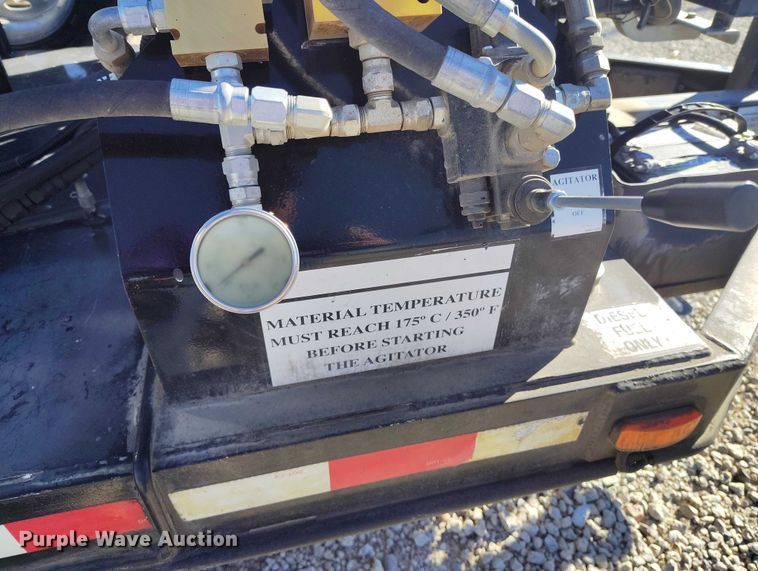 AGITATOR
OFF
MATERIAL TEMPERATURE
MUST REACH 175º C / 350º F
BEFORE STARTING
THE AGITATOR
DIESEL
FUEL
ONLY
Purple Wave Auction